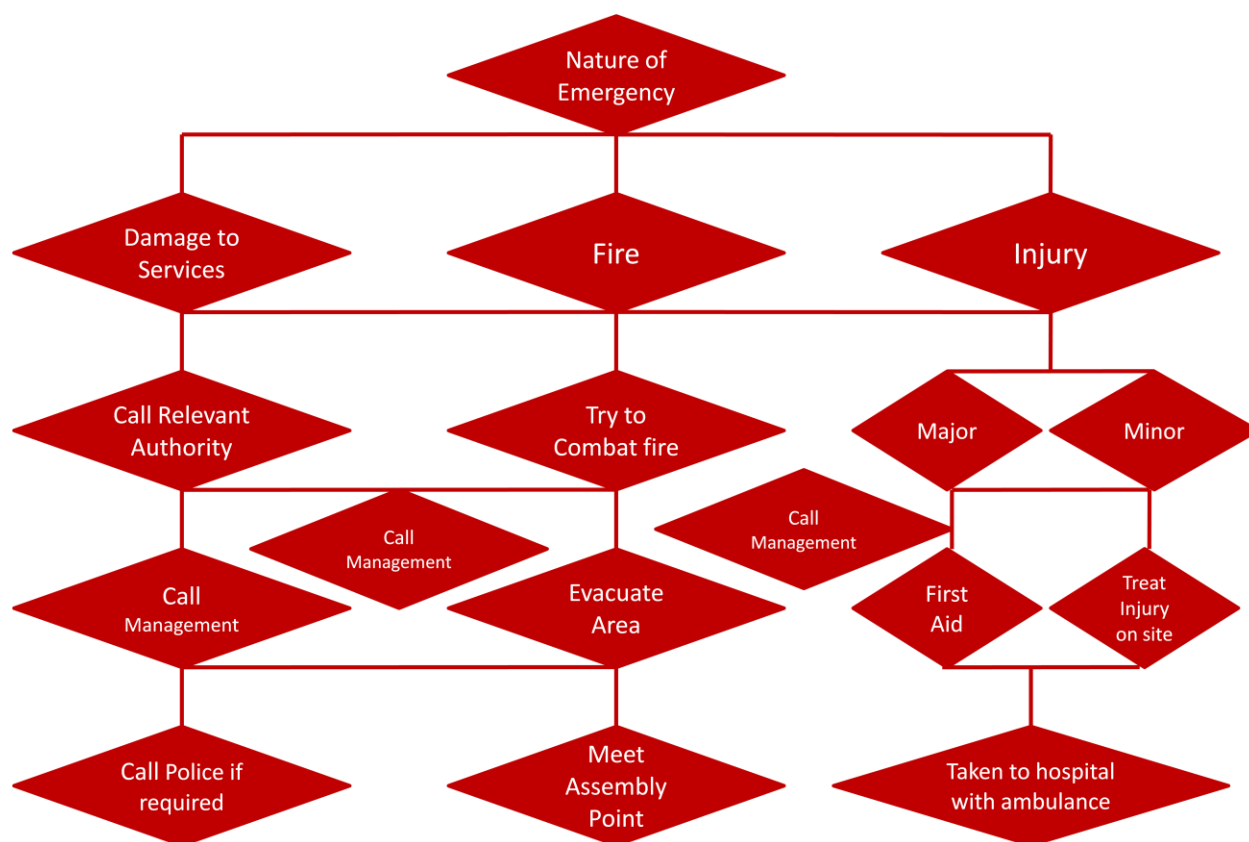 Nature of
Emergency
Damage to
Services
Fire
Injury
Call Relevant
Authority
Try to
Combat fire
Major
Minor
Call
Management
Call
Management
Call
Management
Evacuate
Area
First
Aid
Treat
Injury
on site
Call Police if
required
Meet
Assembly
Point
Taken to hospital
with ambulance